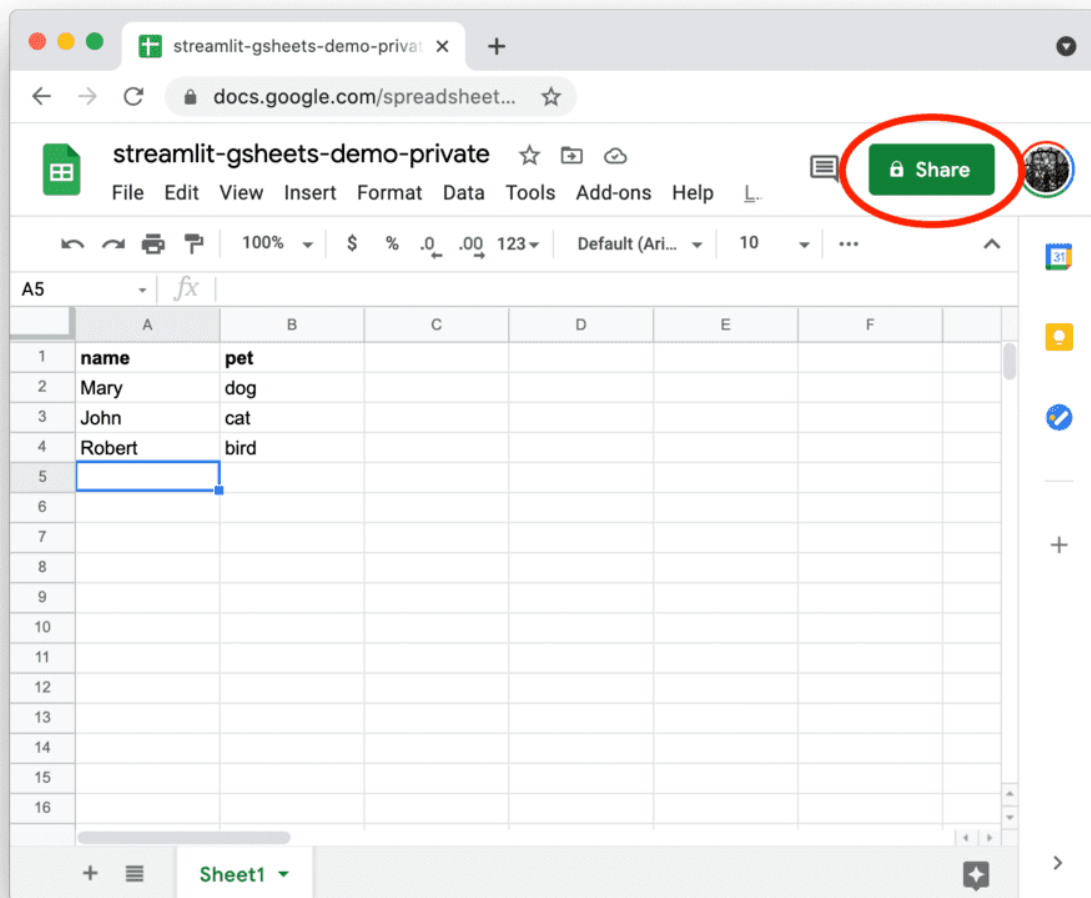 streamlit-gsheets-demo-privat
docs.google.com/spreadsheet...
streamlit-gsheets-demo-private
Share
File Edit View Insert Format Data Tools Add-ons Help L..
100% $ % .0 .00 123 Default (Ari... 10 ...
31
A5 fx
A B C D E F
1 name pet
2 Mary dog
3 John cat
4 Robert bird
5
6
7
8
9
10
11
12
13
14
15
16
Sheet1